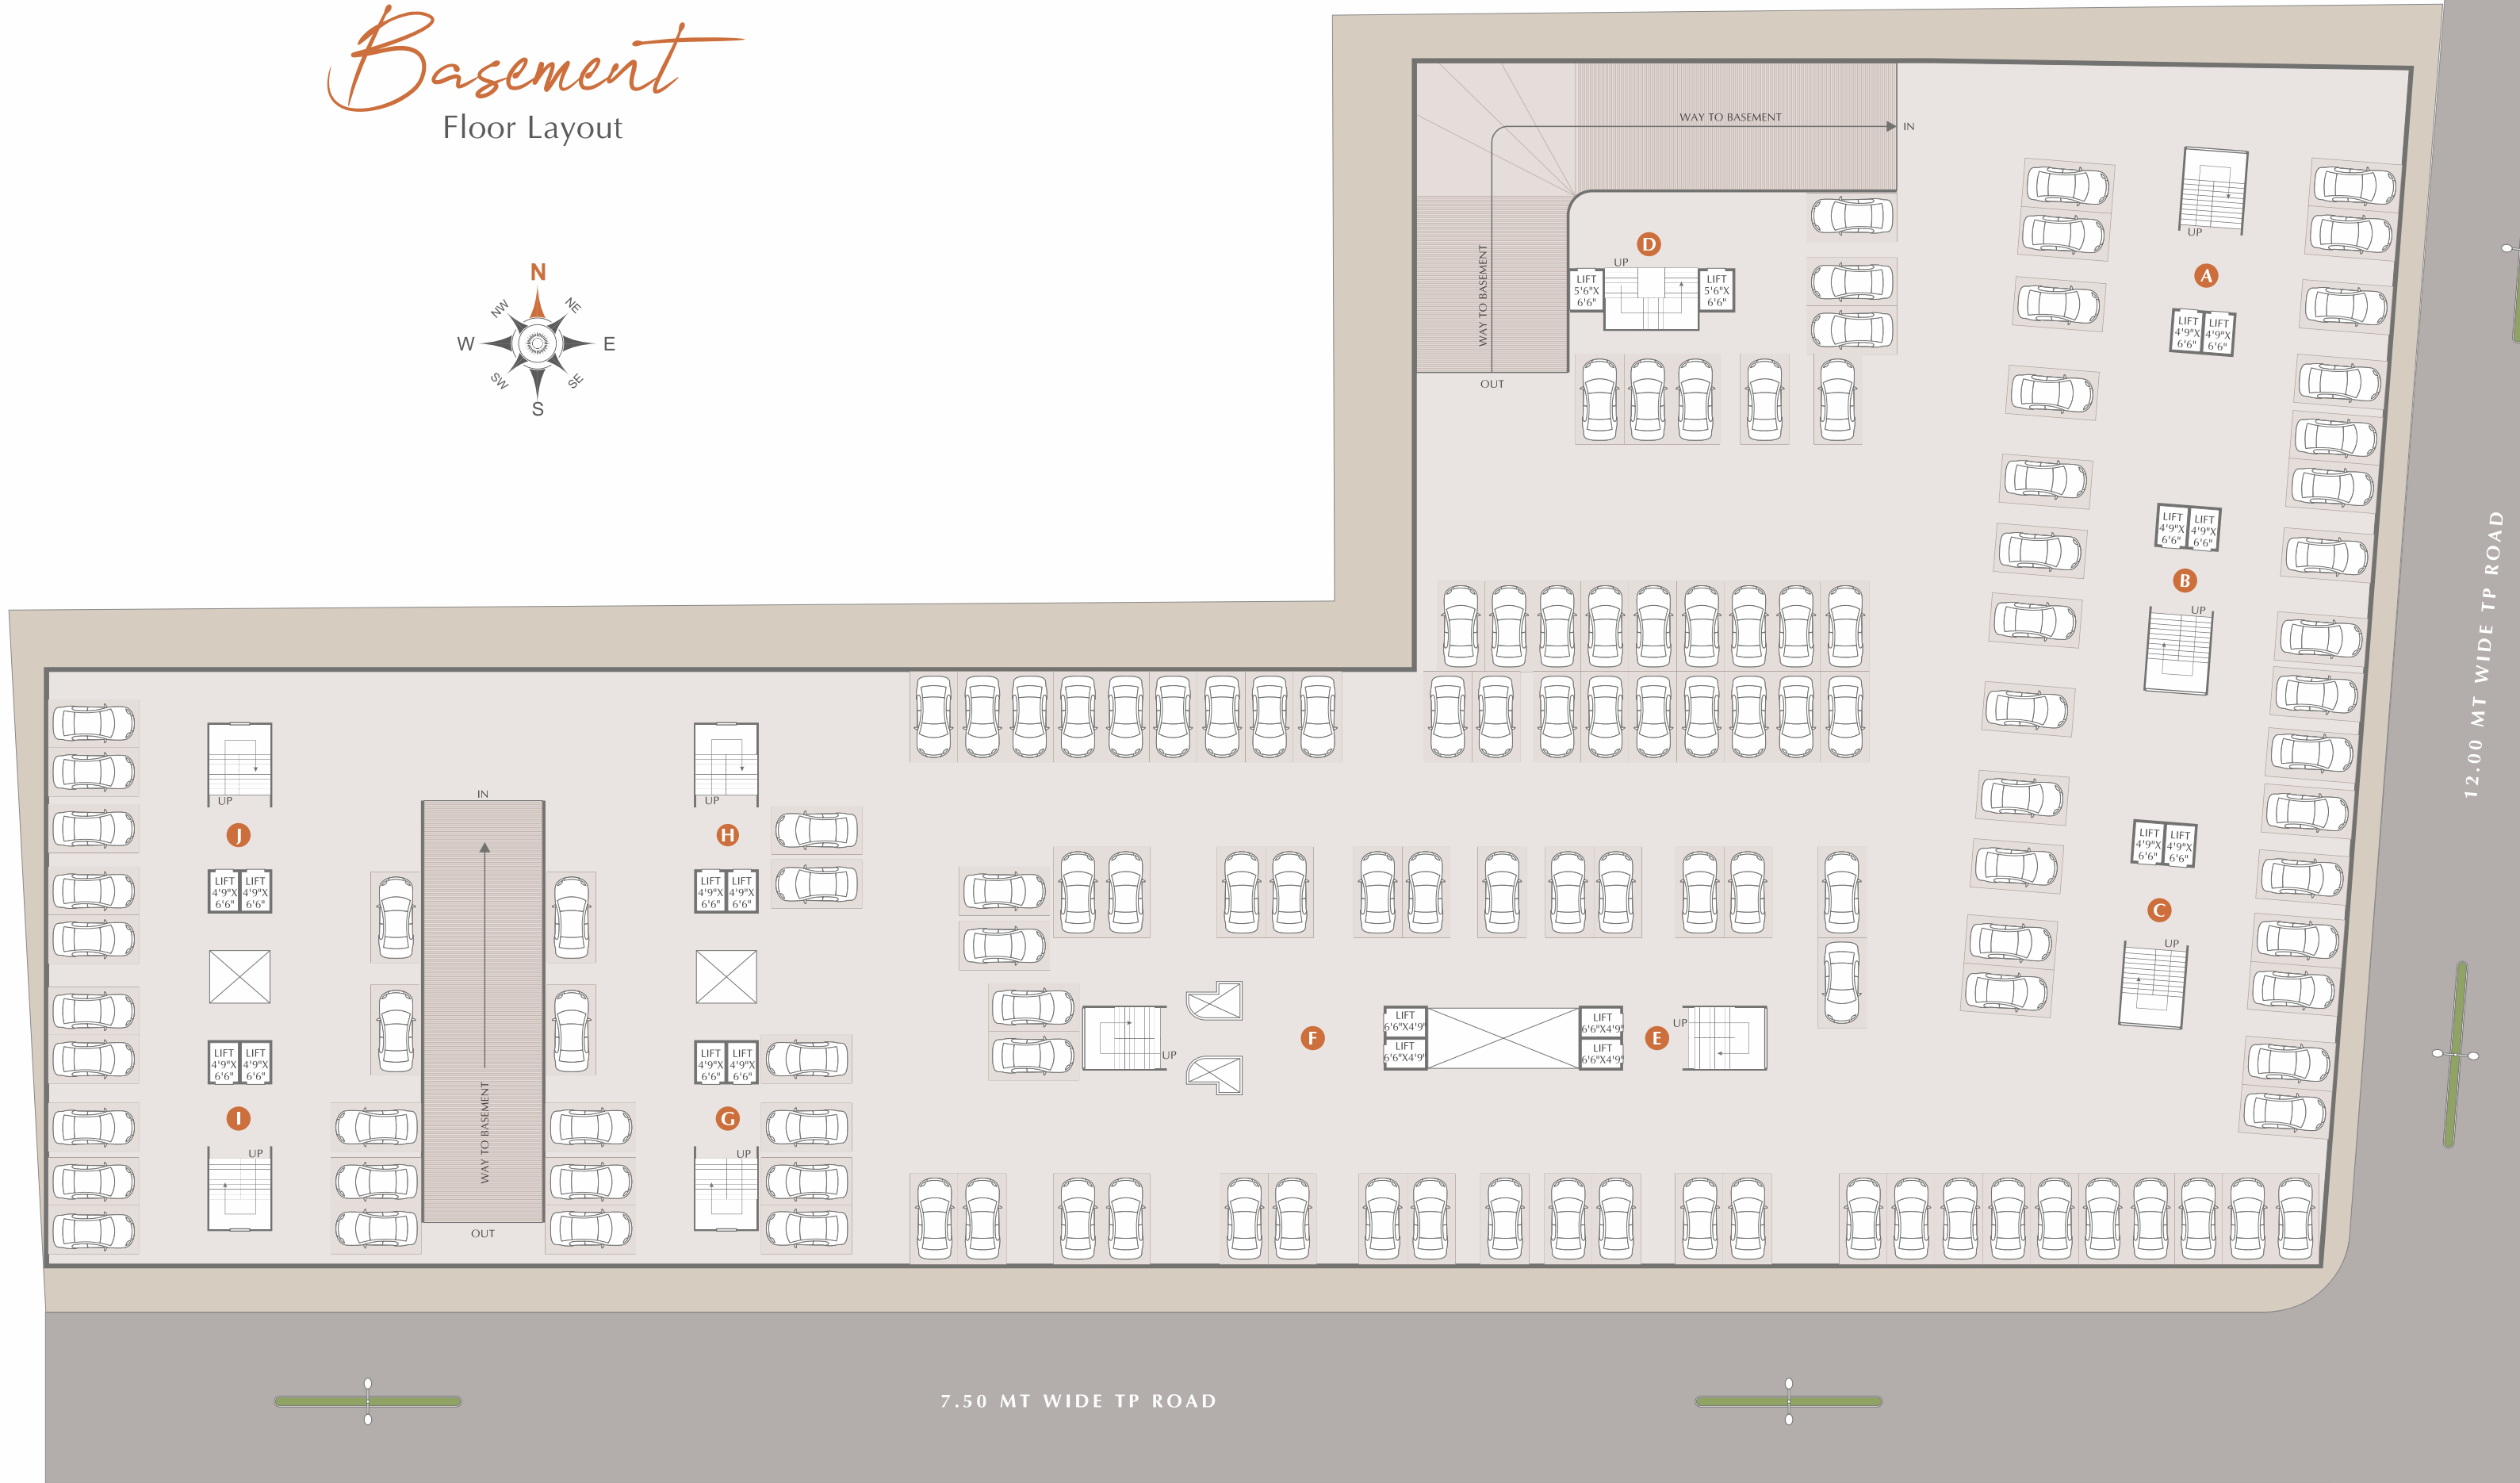 Basement
Floor Layout
N
NW
NE
W
E
SW
SE
S
WAY TO BASEMENT
IN
WAY TO BASEMENT
OUT
D
UP
LIFT
5'6"X
6'6"
LIFT
5'6"X
6'6"
UP
A
LIFT
4'9"X
6'6"
LIFT
4'9"X
6'6"
LIFT
4'9"X
6'6"
LIFT
4'9"X
6'6"
B
UP
12.00 MT WIDE TP ROAD
LIFT
4'9"X
6'6"
LIFT
4'9"X
6'6"
C
UP
UP
J
LIFT
4'9"X
6'6"
LIFT
4'9"X
6'6"
LIFT
4'9"X
6'6"
LIFT
4'9"X
6'6"
I
UP
IN
WAY TO BASEMENT
OUT
UP
H
LIFT
4'9"X
6'6"
LIFT
4'9"X
6'6"
LIFT
4'9"X
6'6"
LIFT
4'9"X
6'6"
G
UP
UP
F
LIFT
6'6"X4'9"
LIFT
6'6"X4'9"
LIFT
6'6"X4'9"
LIFT
6'6"X4'9"
E
UP
7.50 MT WIDE TP ROAD